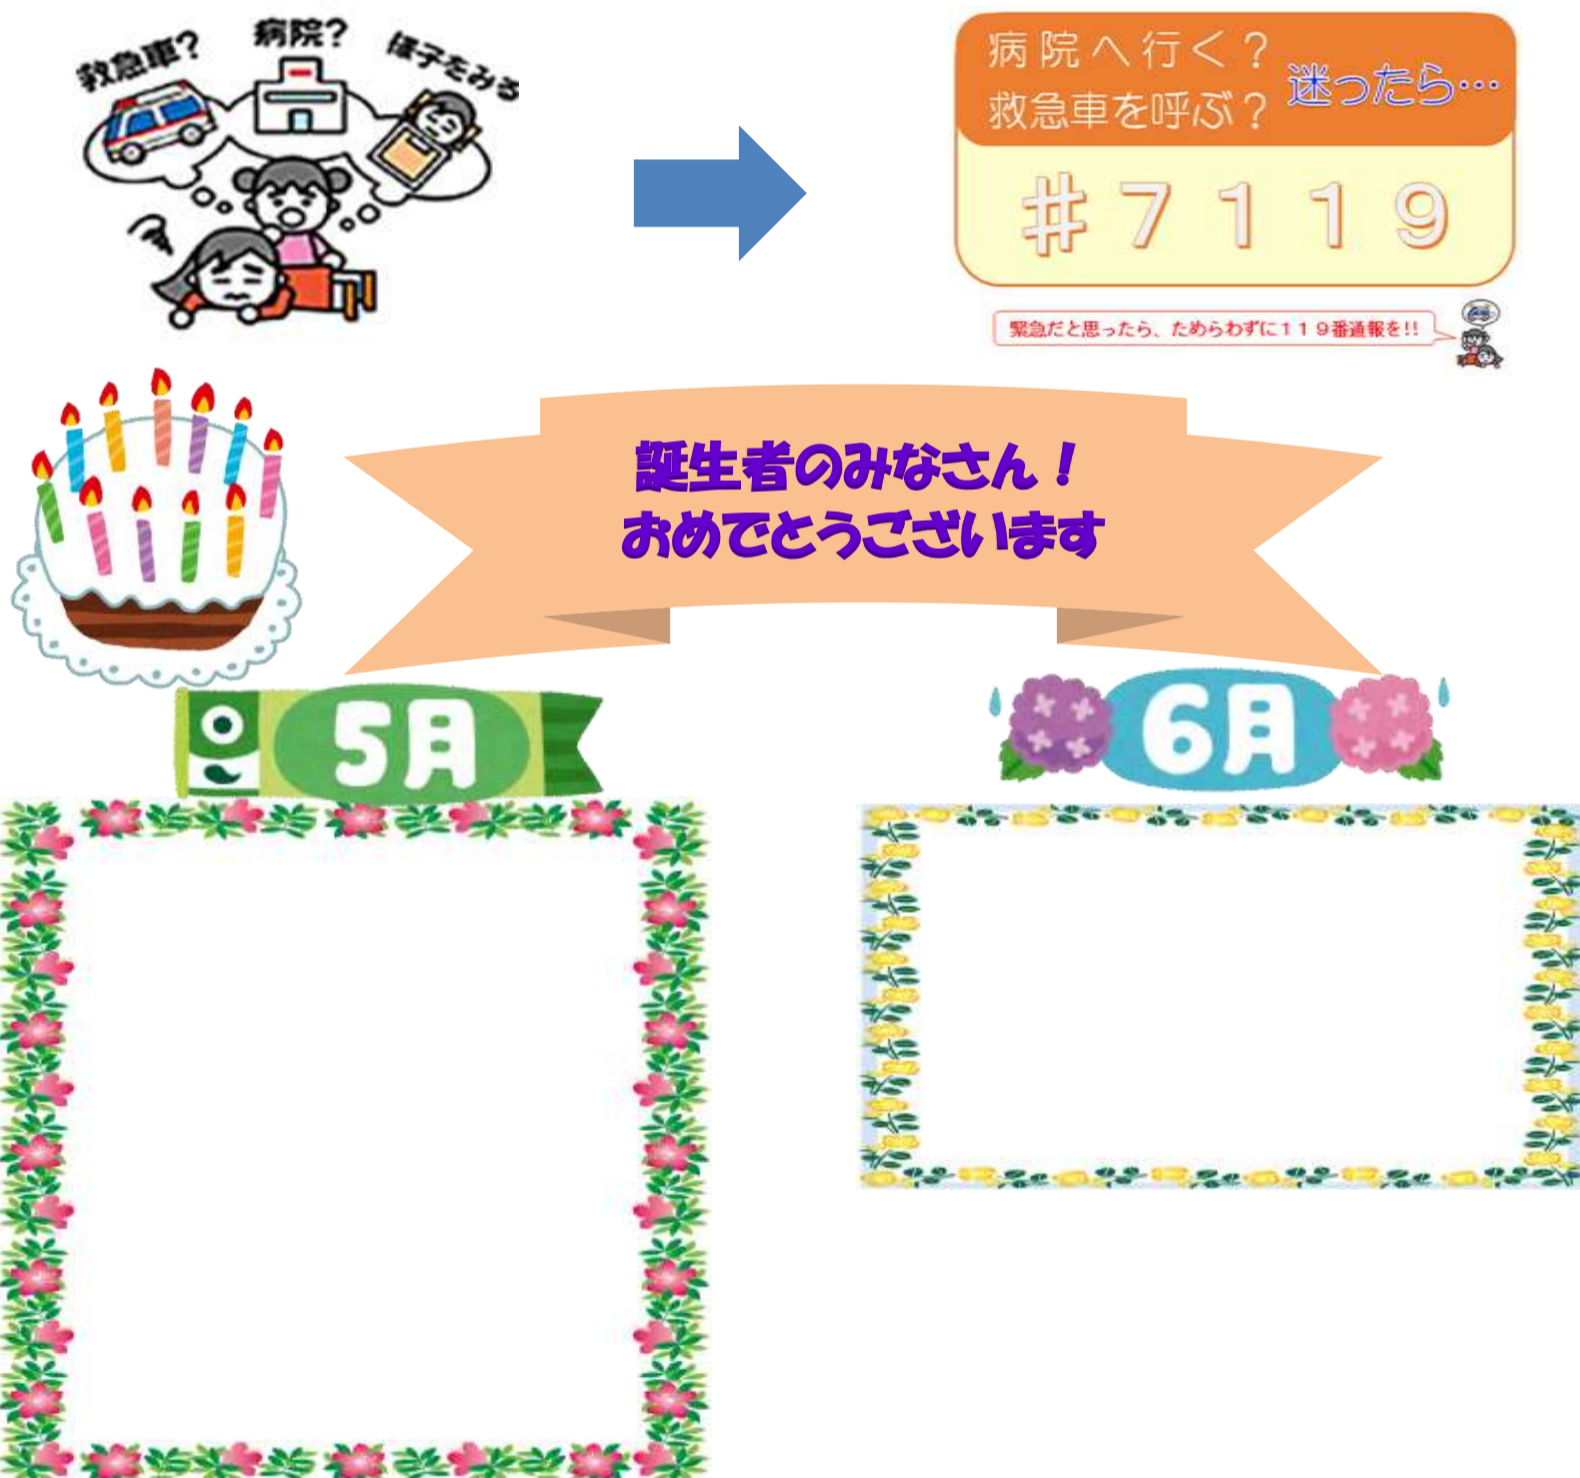 救急車?
病院?
様子をみる
病院へ行く?
救急車を呼ぶ?
迷ったら…
#7119
緊急だと思ったら、ためらわずに119番通報を!!
誕生者のみなさん!
おめでとうございます
5月
6月